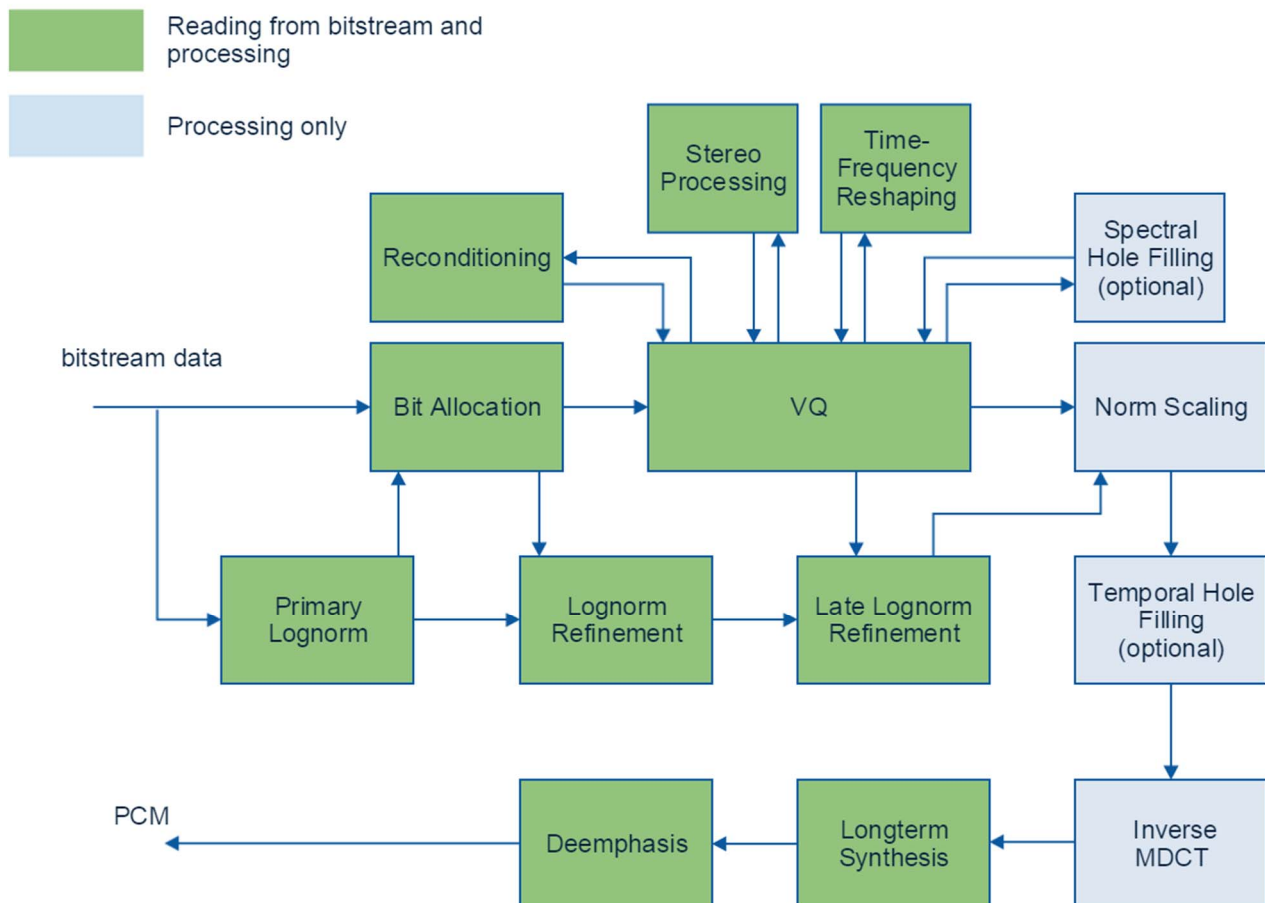 Reading from bitstream and
processing
Processing only
Stereo
Processing
Time-
Frequency
Reshaping
Reconditioning
Spectral
Hole Filling
(optional)
bitstream data
Bit Allocation
VQ
Norm Scaling
Primary
Lognorm
Lognorm
Refinement
Late Lognorm
Refinement
Temporal Hole
Filling
(optional)
PCM
Deemphasis
Longterm
Synthesis
Inverse
MDCT